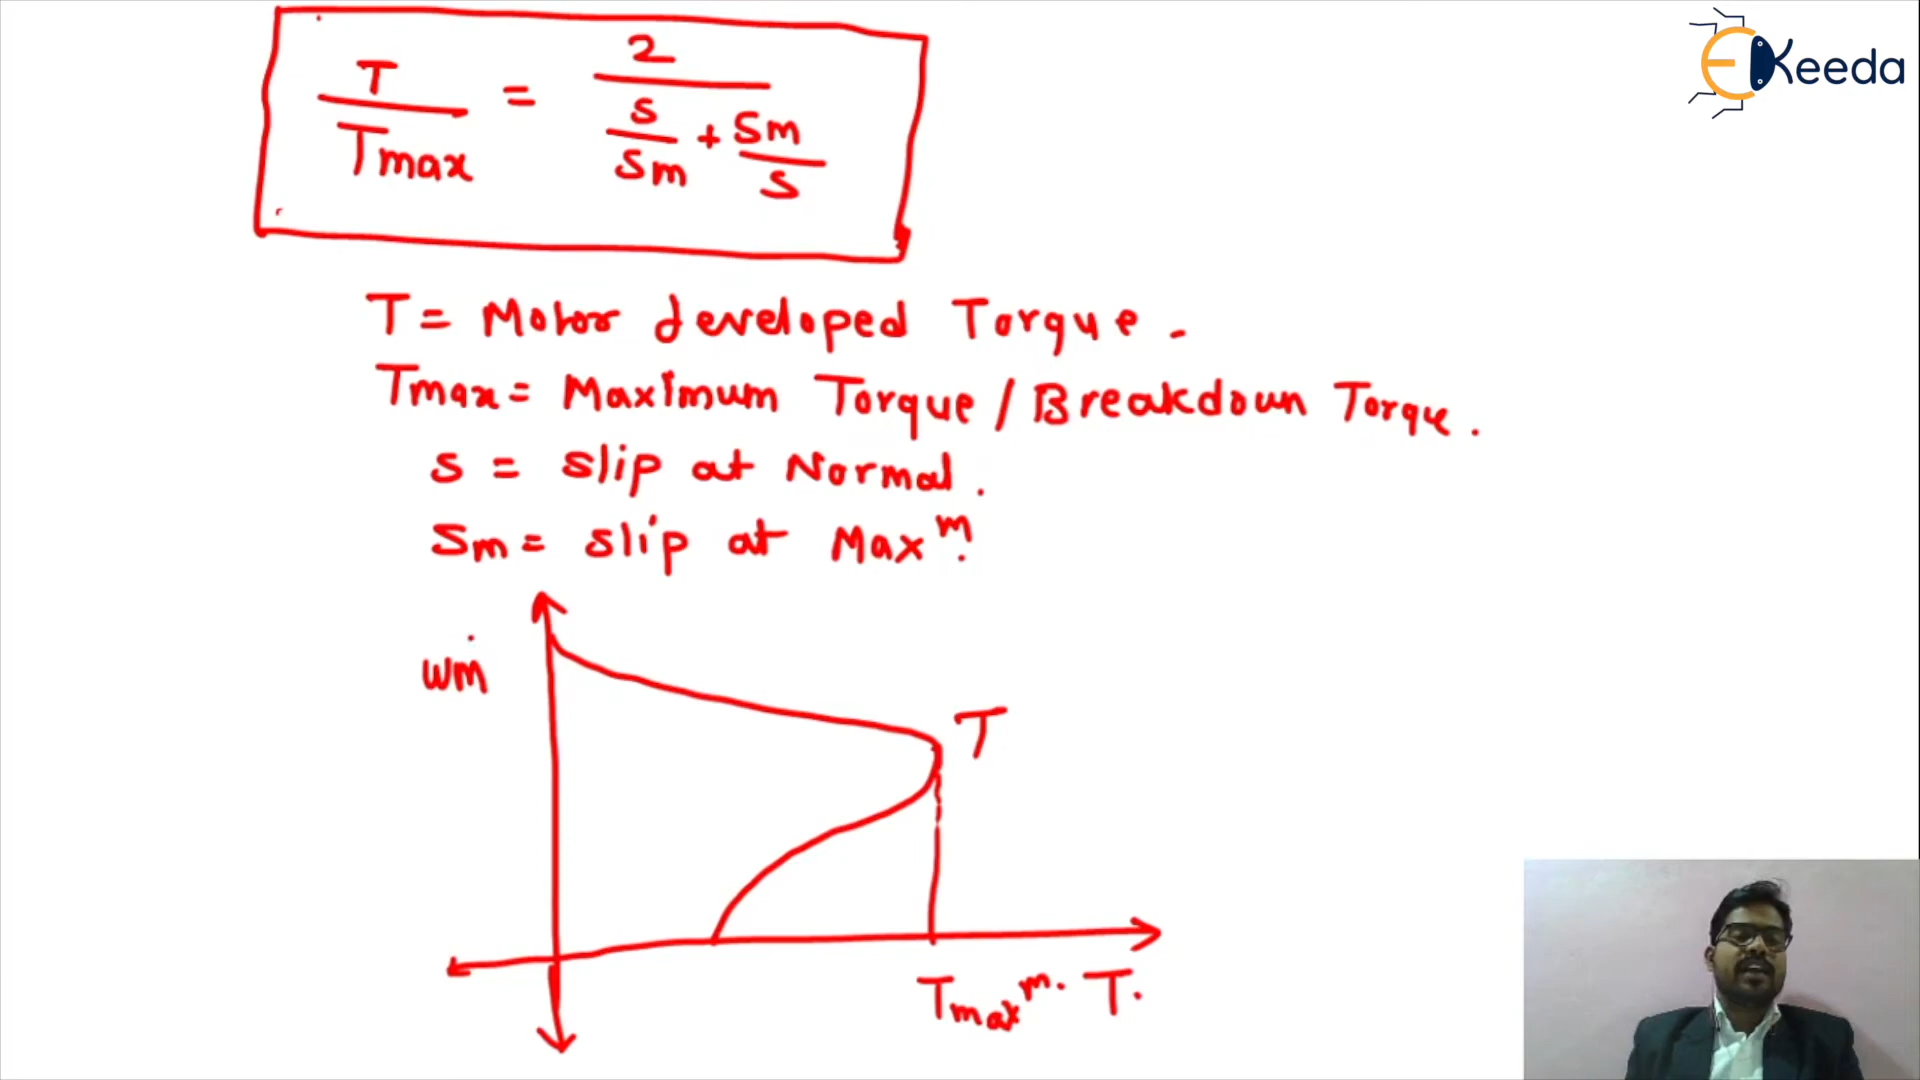 EKeeda
T/Tmax = 2/(s/sm + sm/s)
T = Motor developed Torque.
Tmax = Maximum Torque / Breakdown Torque.
s = slip at Normal.
sm = slip at Maxᵐ.
wm
T
Tmaxᵐ. T.